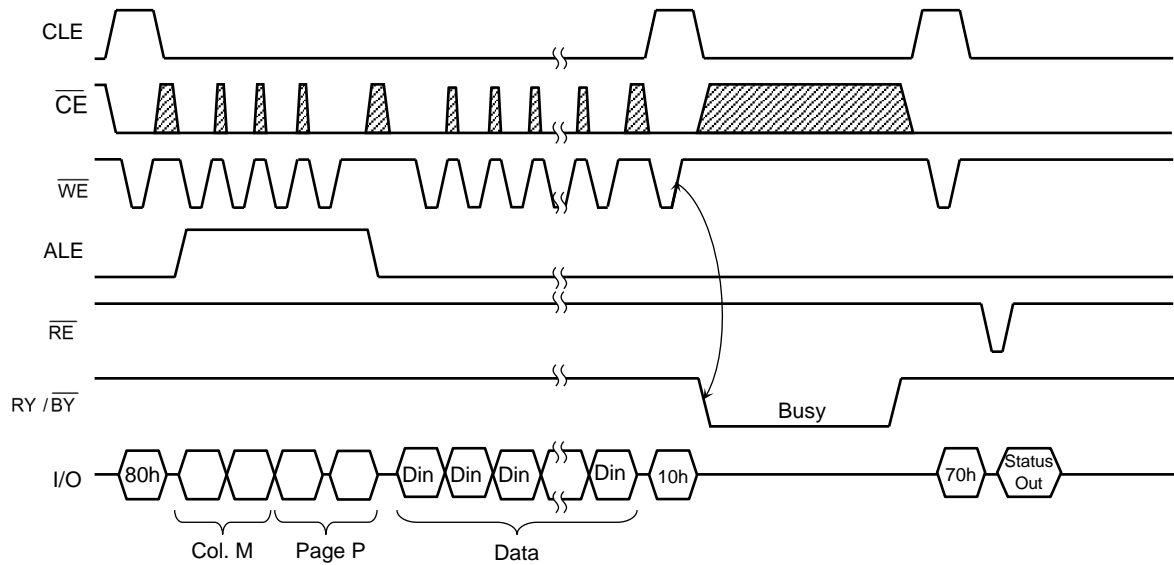 CLE
CE
WE
ALE
RE
RY / BY
Busy
I/O
80h
Din
Din
Din
Din
10h
70h
Status
Out
Col. M
Page P
Data